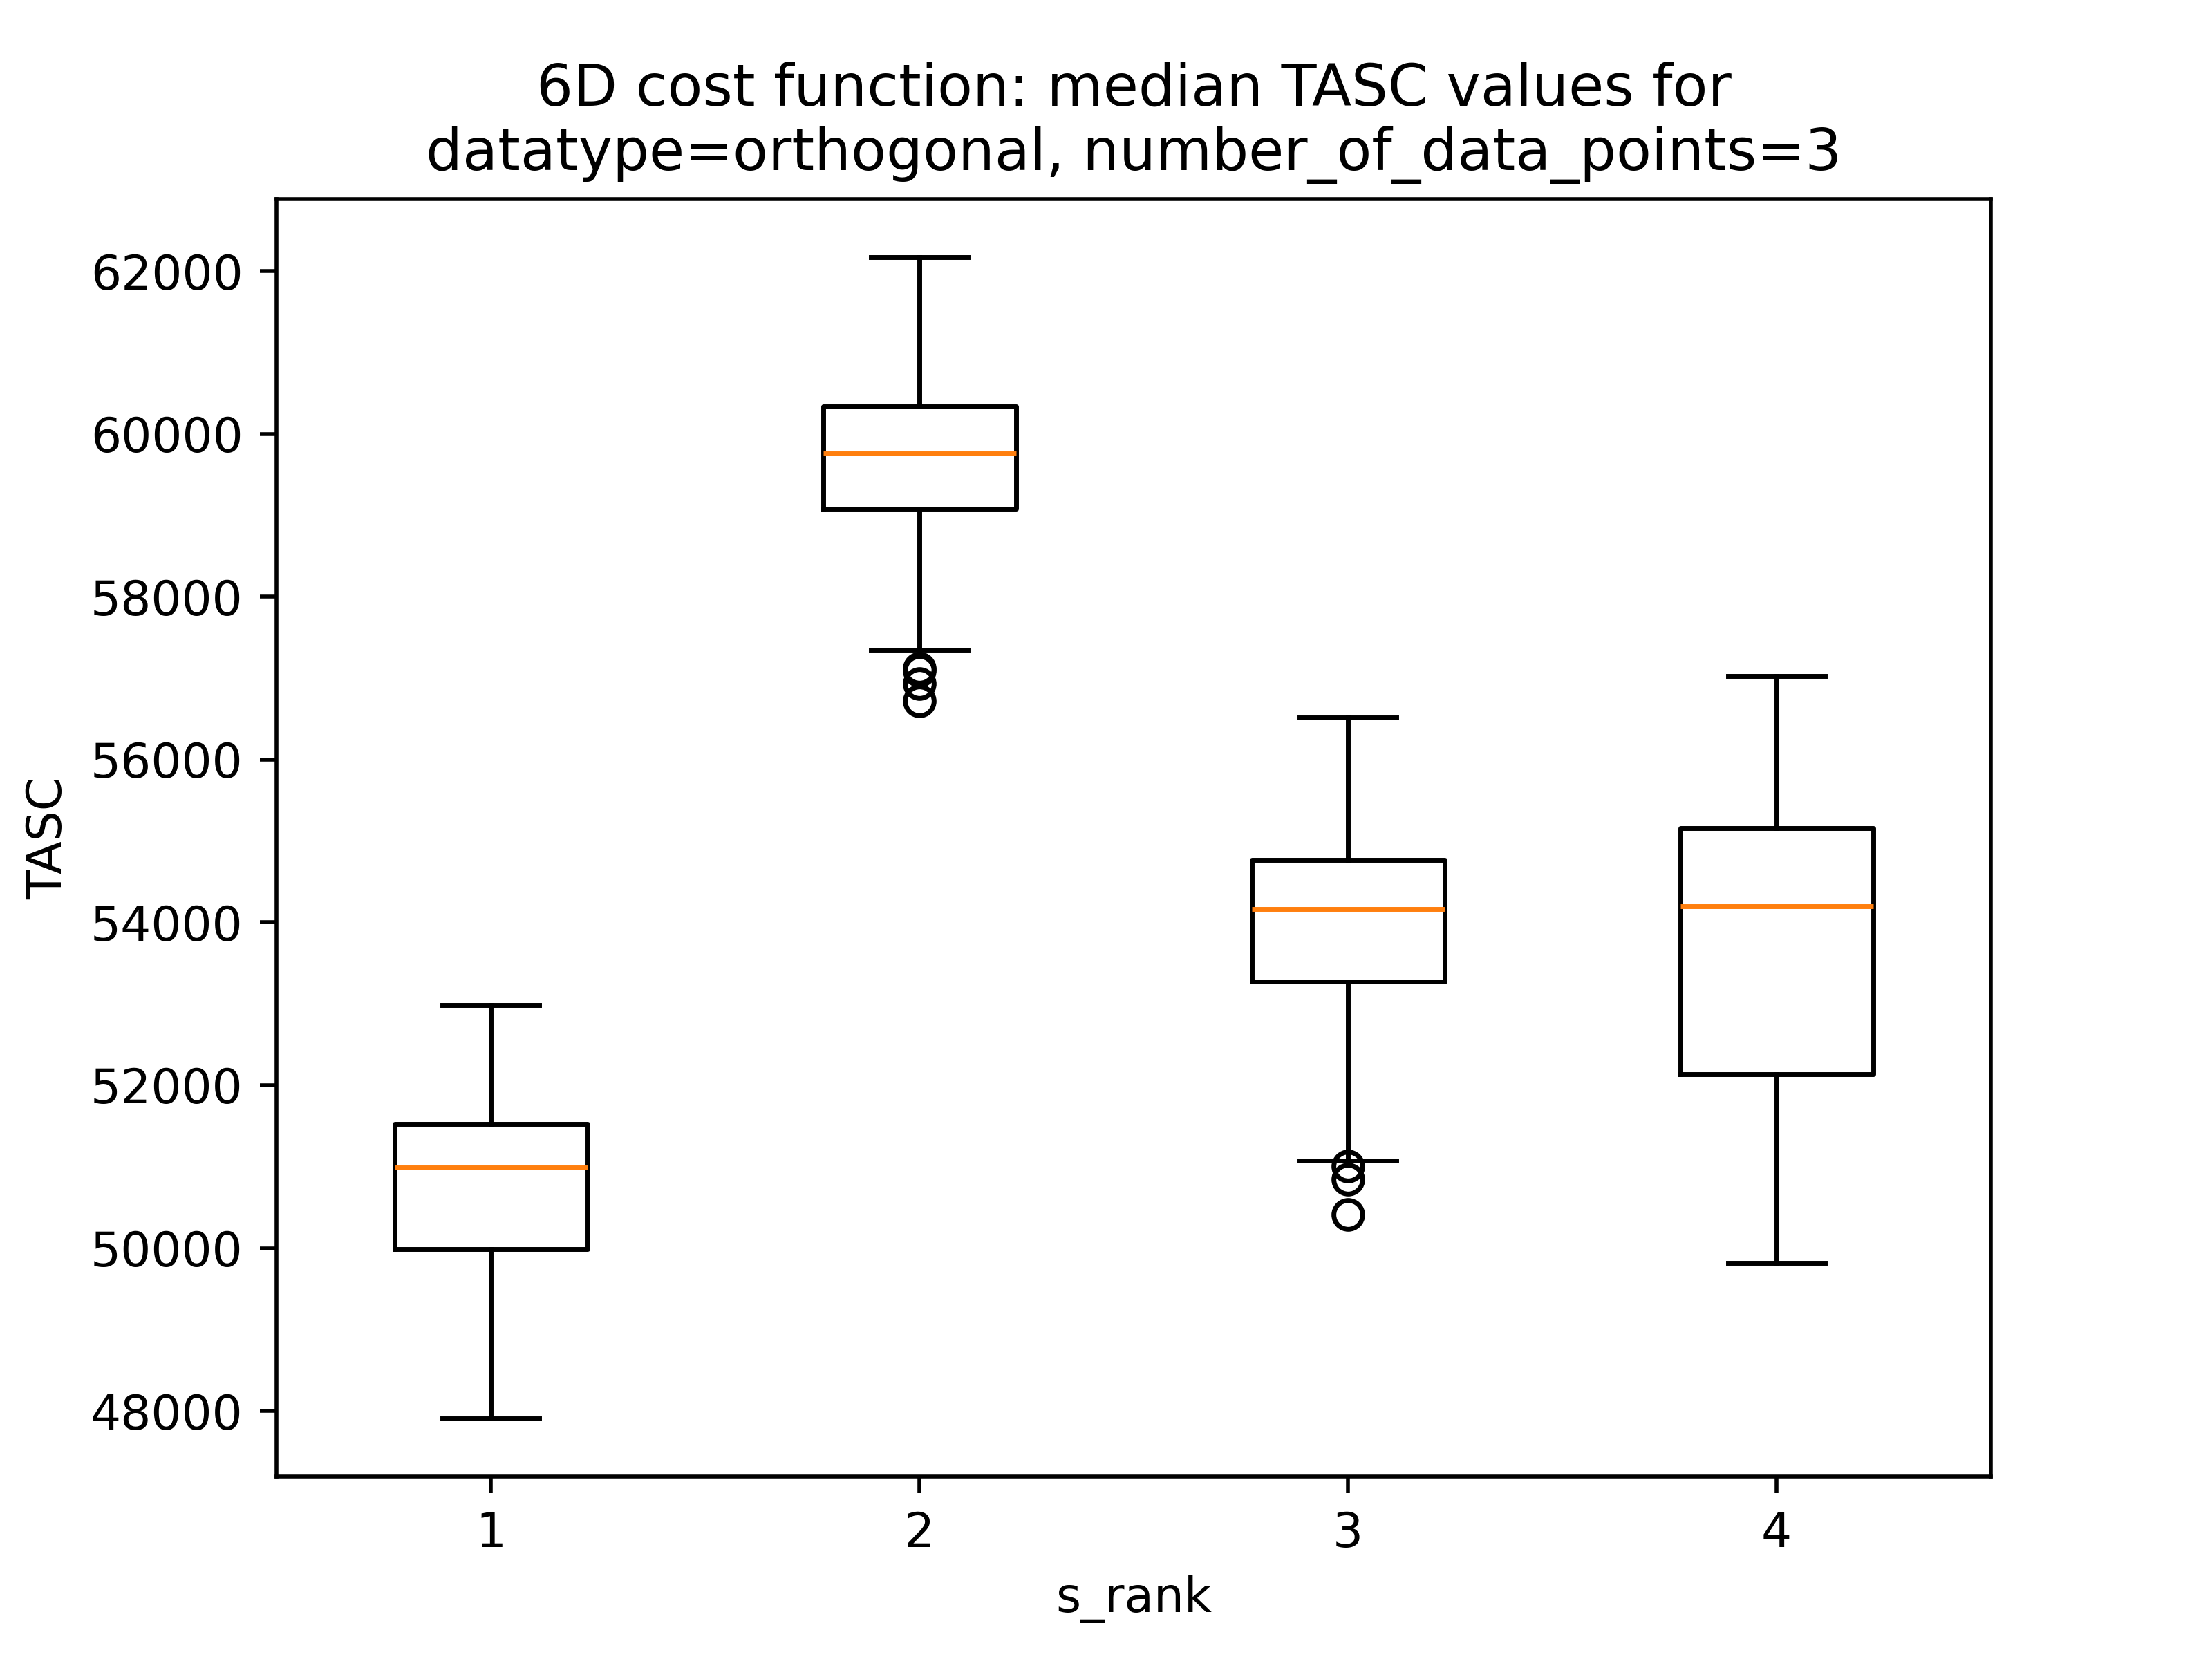 6D cost function: median TASC values for
datatype=orthogonal, number_of_data_points=3
62000
60000
58000
56000
54000
52000
50000
48000
TASC
1 2 3 4
s_rank